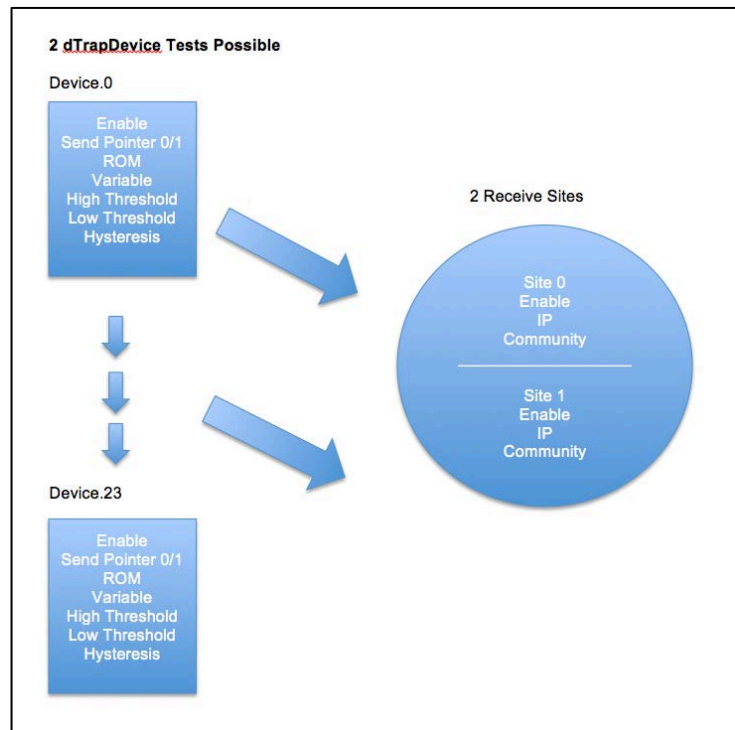 2 dTrapDevice Tests Possible
Device.0
Enable
Send Pointer 0/1
ROM
Variable
High Threshold
Low Threshold
Hysteresis
2 Receive Sites
Site 0
Enable
IP
Community
Site 1
Enable
IP
Community
Device.23
Enable
Send Pointer 0/1
ROM
Variable
High Threshold
Low Threshold
Hysteresis